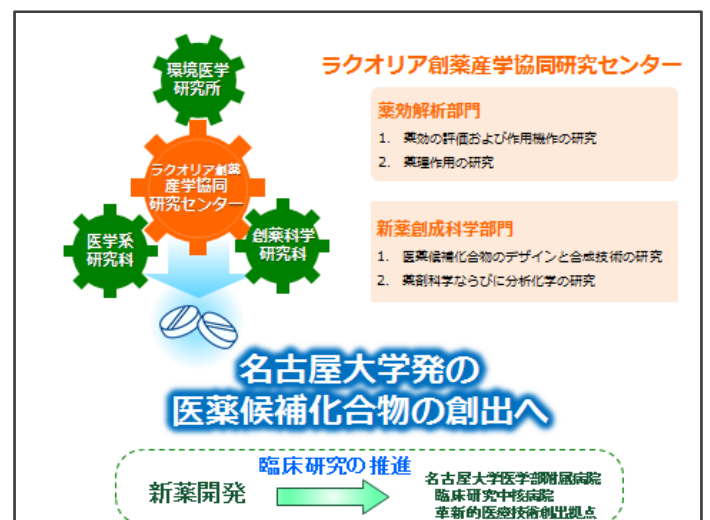 環境医学
研究所
ラクオリア創薬
産学協同
研究センター
医学系
研究科
創薬科学
研究科
ラクオリア創薬産学協同研究センター
薬効解析部門
1. 薬効の評価および作用機作の研究
2. 薬理作用の研究
新薬創成科学部門
1. 医薬候補化合物のデザインと合成技術の研究
2. 薬剤科学ならびに分析化学の研究
名古屋大学発の
医薬候補化合物の創出へ
臨床研究の推進
新薬開発
名古屋大学医学部附属病院
臨床研究中核病院
革新的医療技術創出拠点